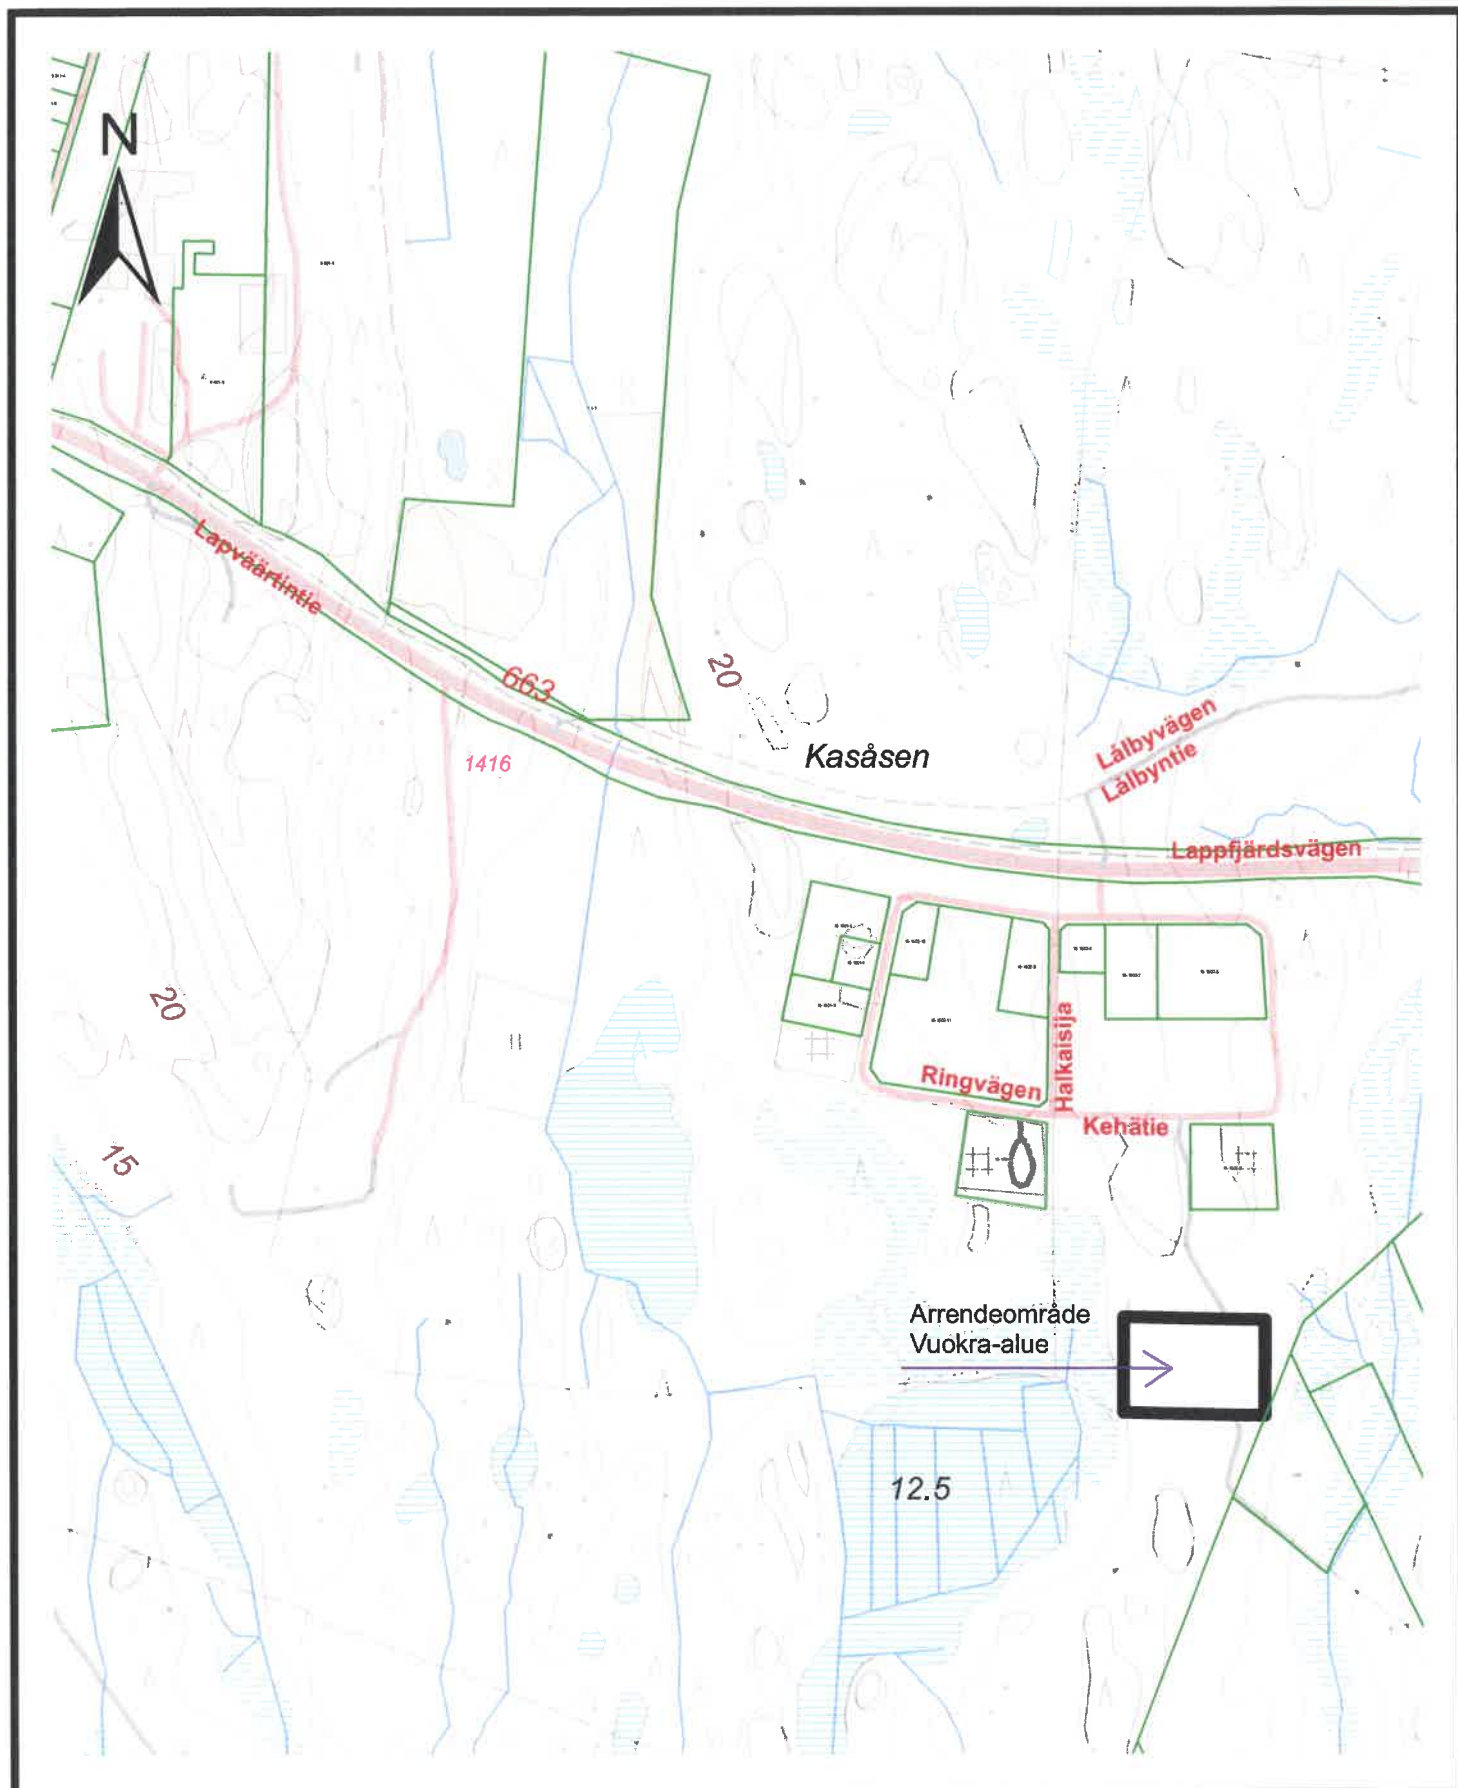 N
Lapväärtintie
663
20
1416
Kasåsen
Lålbyvägen
Lålbyntie
Lappfjärdsvägen
20
Halkaisija
Ringvägen
Kehätie
15
Arrendeområde
Vuokra-alue
12.5